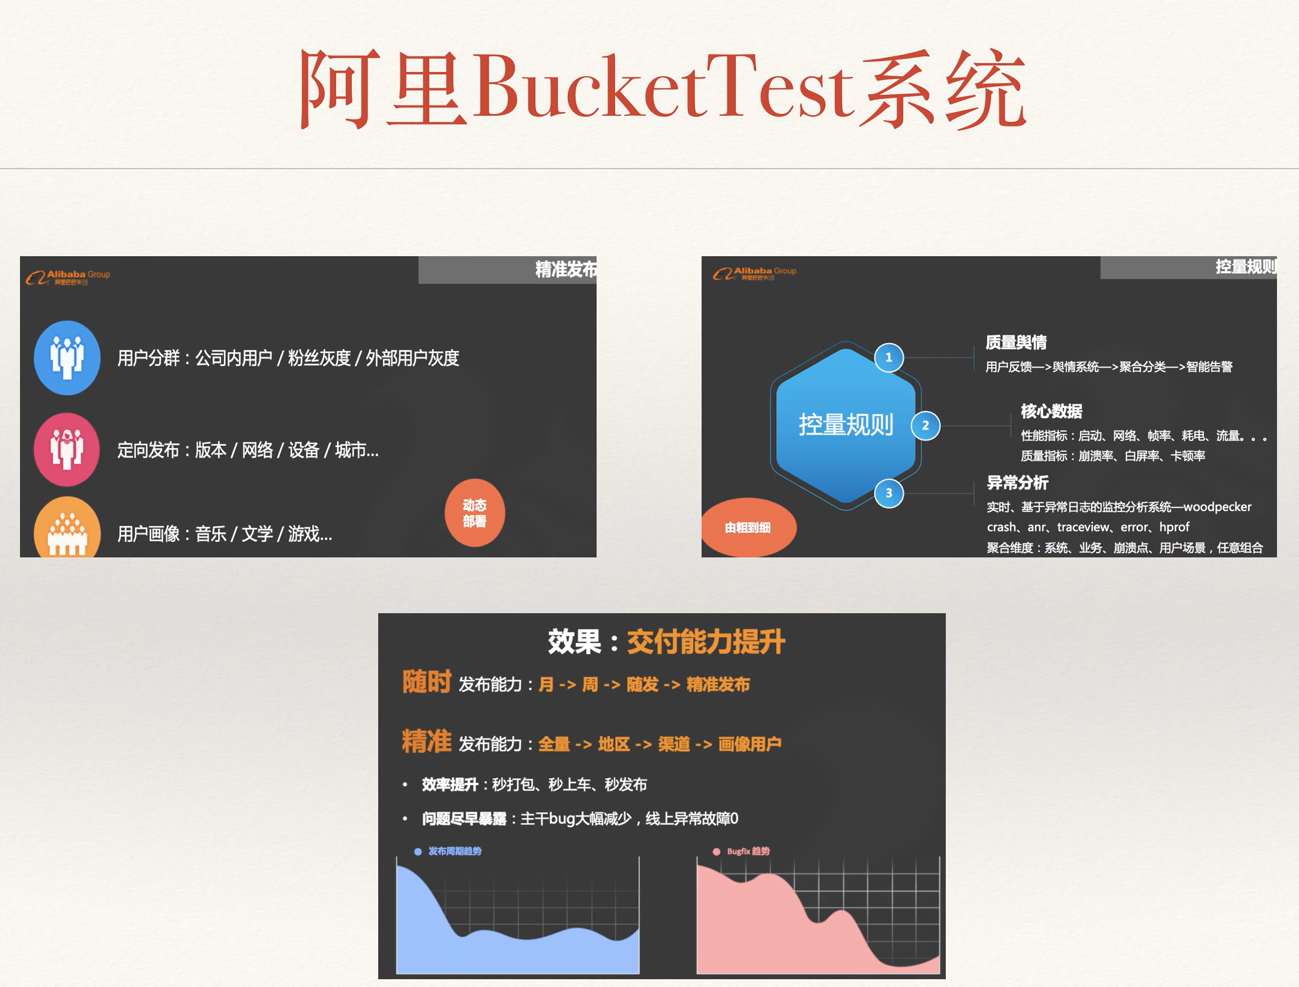 阿里BucketTest系统
Alibaba Group
阿里巴巴集团
精准发布
用户分群：公司内用户 / 粉丝灰度 / 外部用户灰度
定向发布：版本 / 网络 / 设备 / 城市...
动态
部署
用户画像：音乐 / 文学 / 游戏...
Alibaba Group
阿里巴巴集团
控量规则
控量规则
1
质量舆情
用户反馈—>舆情系统—>聚合分类—>智能告警
2
核心数据
性能指标：启动、网络、帧率、耗电、流量。。。
质量指标：崩溃率、白屏率、卡顿率
3
异常分析
实时、基于异常日志的监控分析系统—woodpecker
crash、anr、traceview、error、hprof
聚合维度：系统、业务、崩溃点、用户场景，任意组合
由粗到细
效果：交付能力提升
随时 发布能力：月 -> 周 -> 随发 -> 精准发布
精准 发布能力：全量 -> 地区 -> 渠道 -> 画像用户
• 效率提升：秒打包、秒上车、秒发布
• 问题尽早暴露：主干bug大幅减少，线上异常故障0
发布周期趋势
Bugfix 趋势